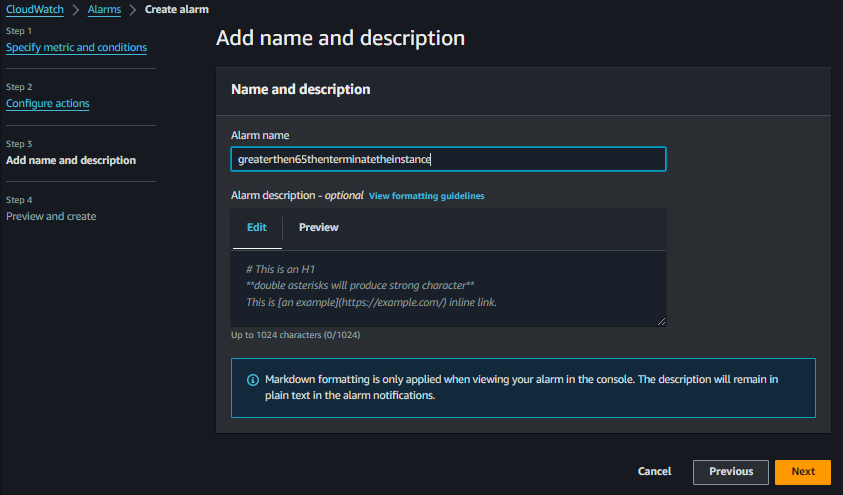 CloudWatch > Alarms > Create alarm
Step 1
Specify metric and conditions
Step 2
Configure actions
Step 3
Add name and description
Step 4
Preview and create
Add name and description
Name and description
Alarm name
greaterthen65thenterminatetheinstance
Alarm description - optional View formatting guidelines
Edit Preview
# This is an H1
**double asterisks will produce strong character**
This is [an example](https://example.com/) inline link.
Up to 1024 characters (0/1024)
Markdown formatting is only applied when viewing your alarm in the console. The description will remain in
plain text in the alarm notifications.
Cancel Previous Next